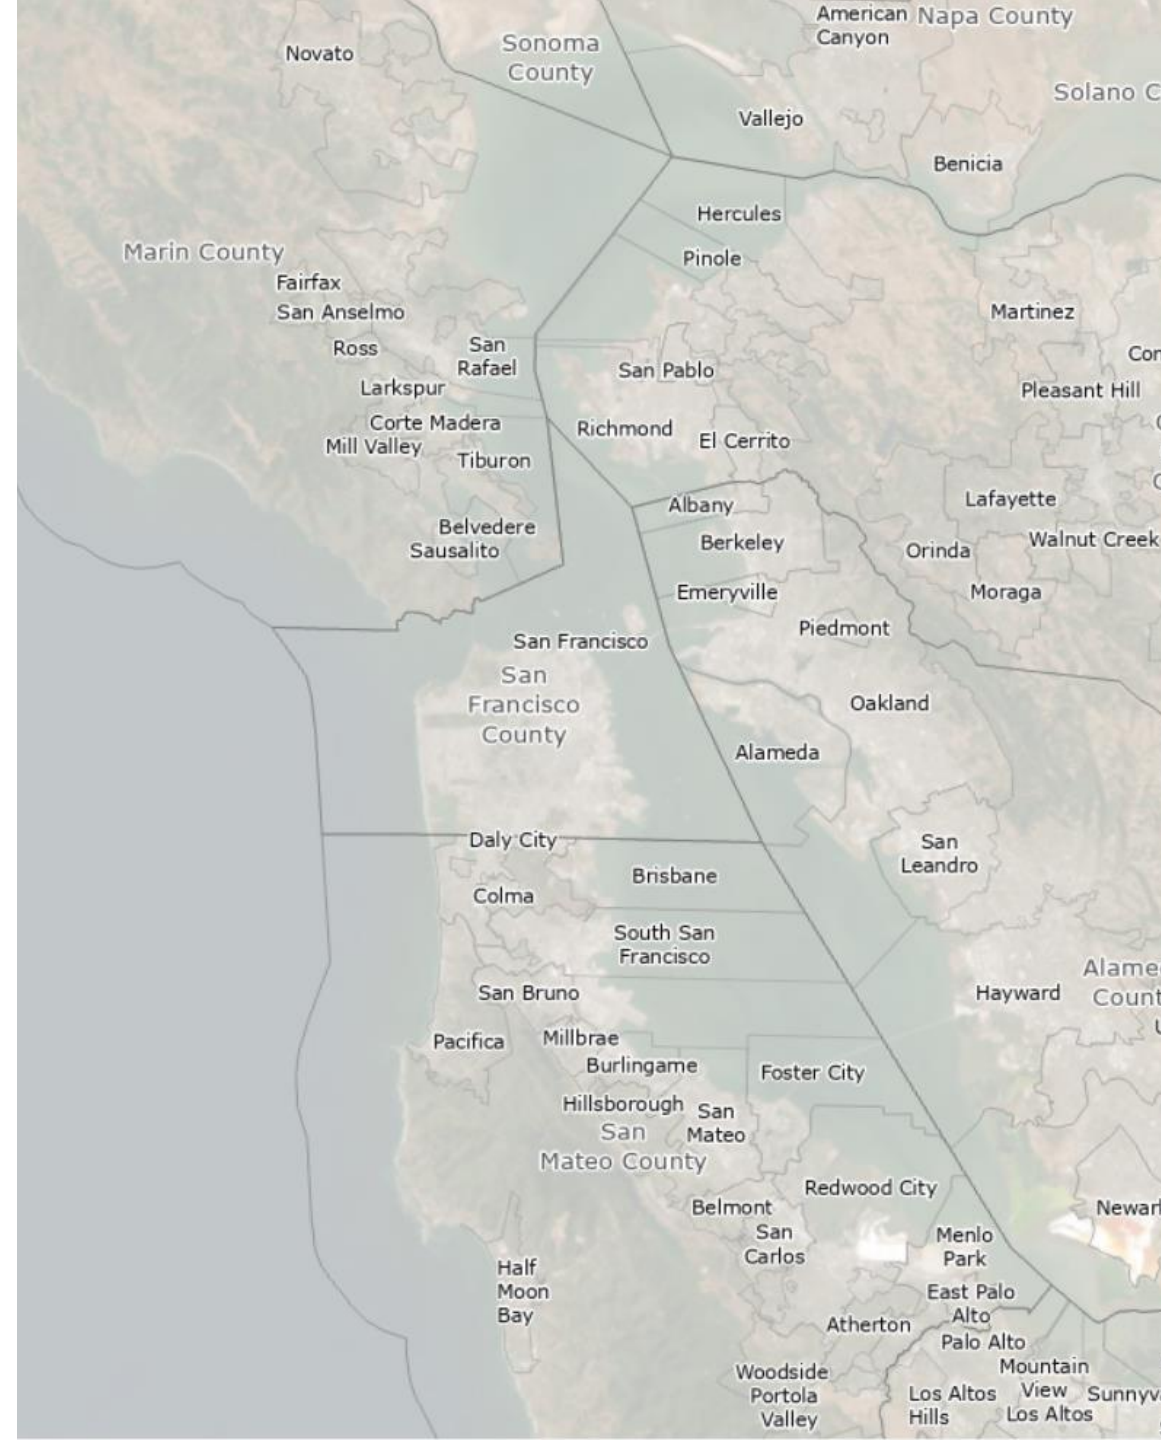 American Napa County
Canyon
Novato
Sonoma
County
Solano C
Vallejo
Benicia
Hercules
Marin County
Pinole
Fairfax
San Anselmo
Martinez
Ross
San
Rafael
San Pablo
Con
Larkspur
Pleasant Hill
Corte Madera
Richmond
El Cerrito
Mill Valley
Tiburon
Albany
Lafayette
Belvedere
Berkeley
Walnut Creek
Sausalito
Orinda
Emeryville
Moraga
Piedmont
San Francisco
San
Francisco
County
Oakland
Alameda
Daly City
San
Leandro
Brisbane
Colma
South San
Francisco
Alame
Count
San Bruno
Hayward
Pacifica
Millbrae
Burlingame
Foster City
Hillsborough
San
Mateo
San
Mateo County
Redwood City
Belmont
Newar
San
Carlos
Menlo
Park
Half
Moon
Bay
East Palo
Alto
Atherton
Palo Alto
Woodside
Mountain
View
Portola
Valley
Los Altos
Hills
Sunnyv
Los Altos